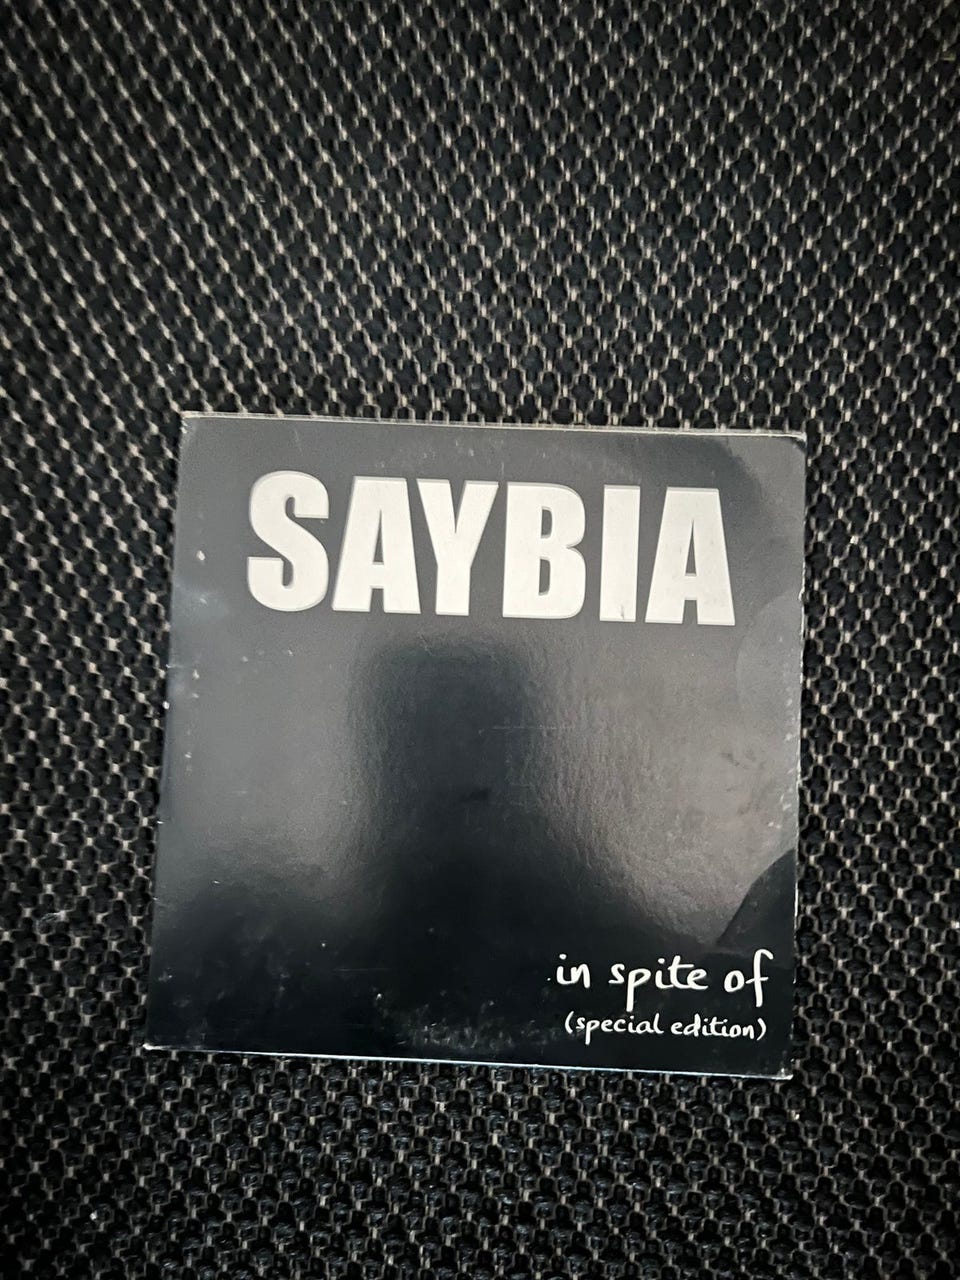 SAYBIA
in spite of
(special edition)